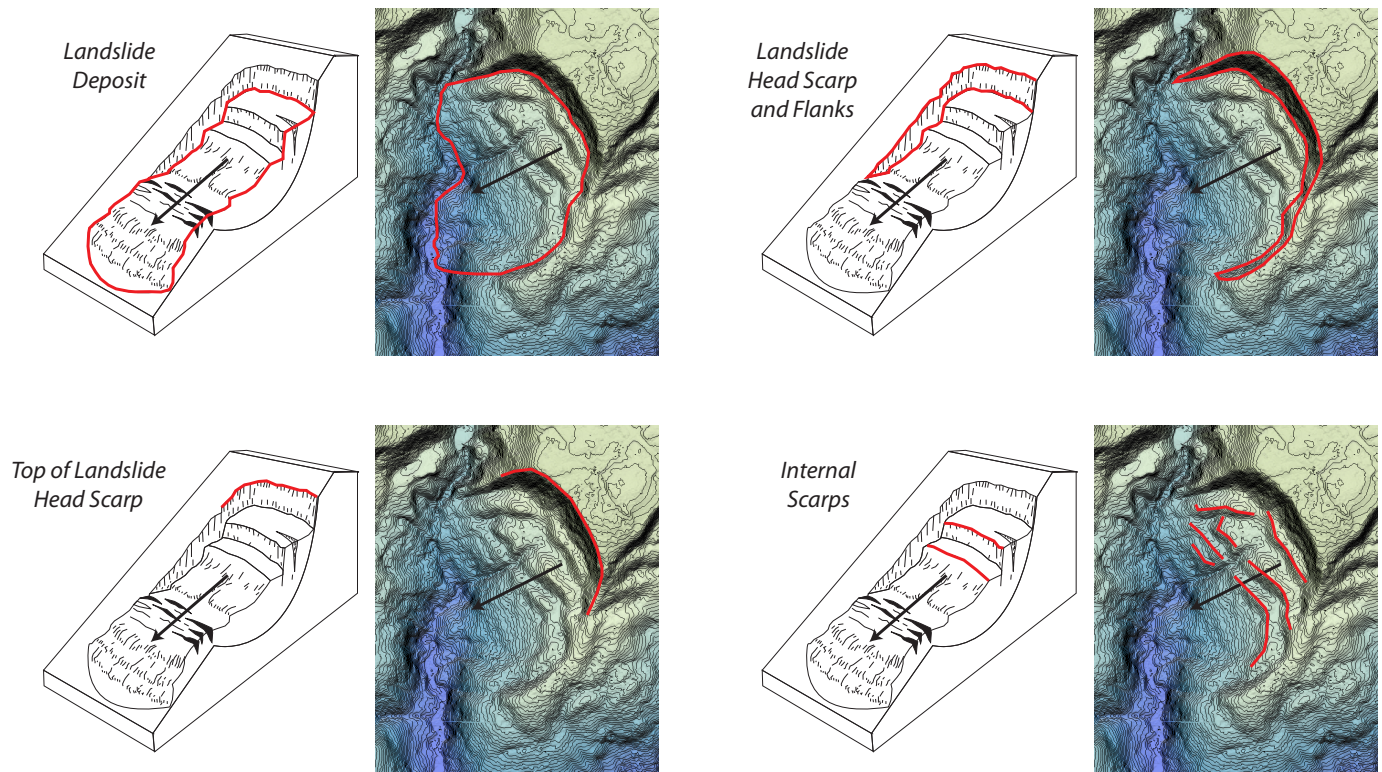 Landslide
Deposit
Landslide
Head Scarp
and Flanks
Top of Landslide
Head Scarp
Internal
Scarps